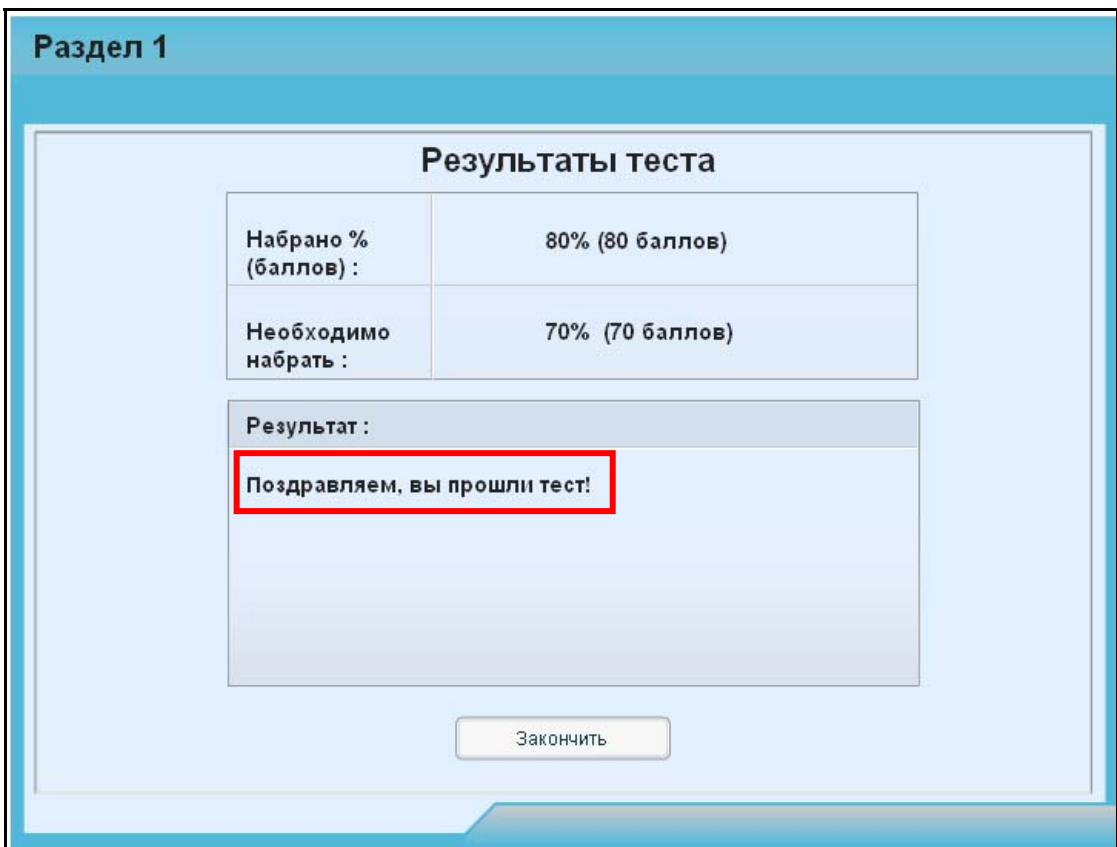 Раздел 1
Результаты теста
Набрано %
(баллов) :
80% (80 баллов)
Необходимо
набрать :
70% (70 баллов)
Результат :
Поздравляем, вы прошли тест!
Закончить